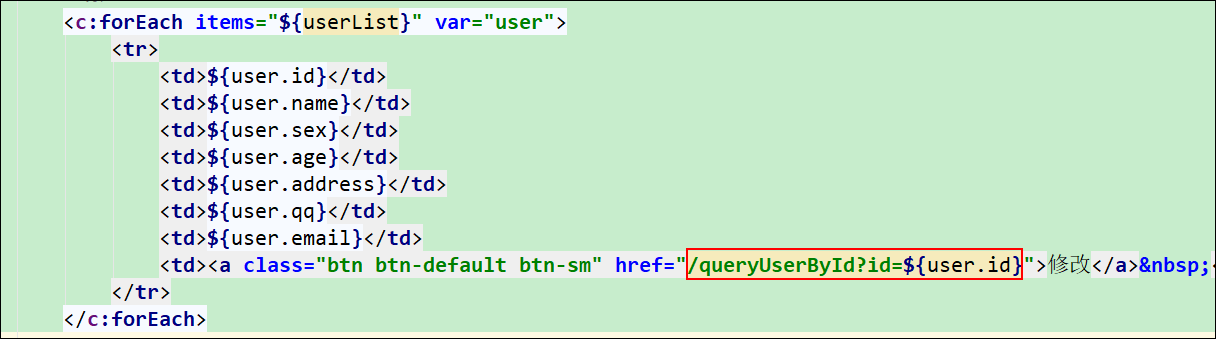 <c:forEach items="${userList}" var="user">
<tr>
<td>${user.id}</td>
<td>${user.name}</td>
<td>${user.sex}</td>
<td>${user.age}</td>
<td>${user.address}</td>
<td>${user.qq}</td>
<td>${user.email}</td>
<td><a class="btn btn-default btn-sm" href="/queryUserById?id=${user.id}">修改</a>&nbsp;<
</tr>
</c:forEach>